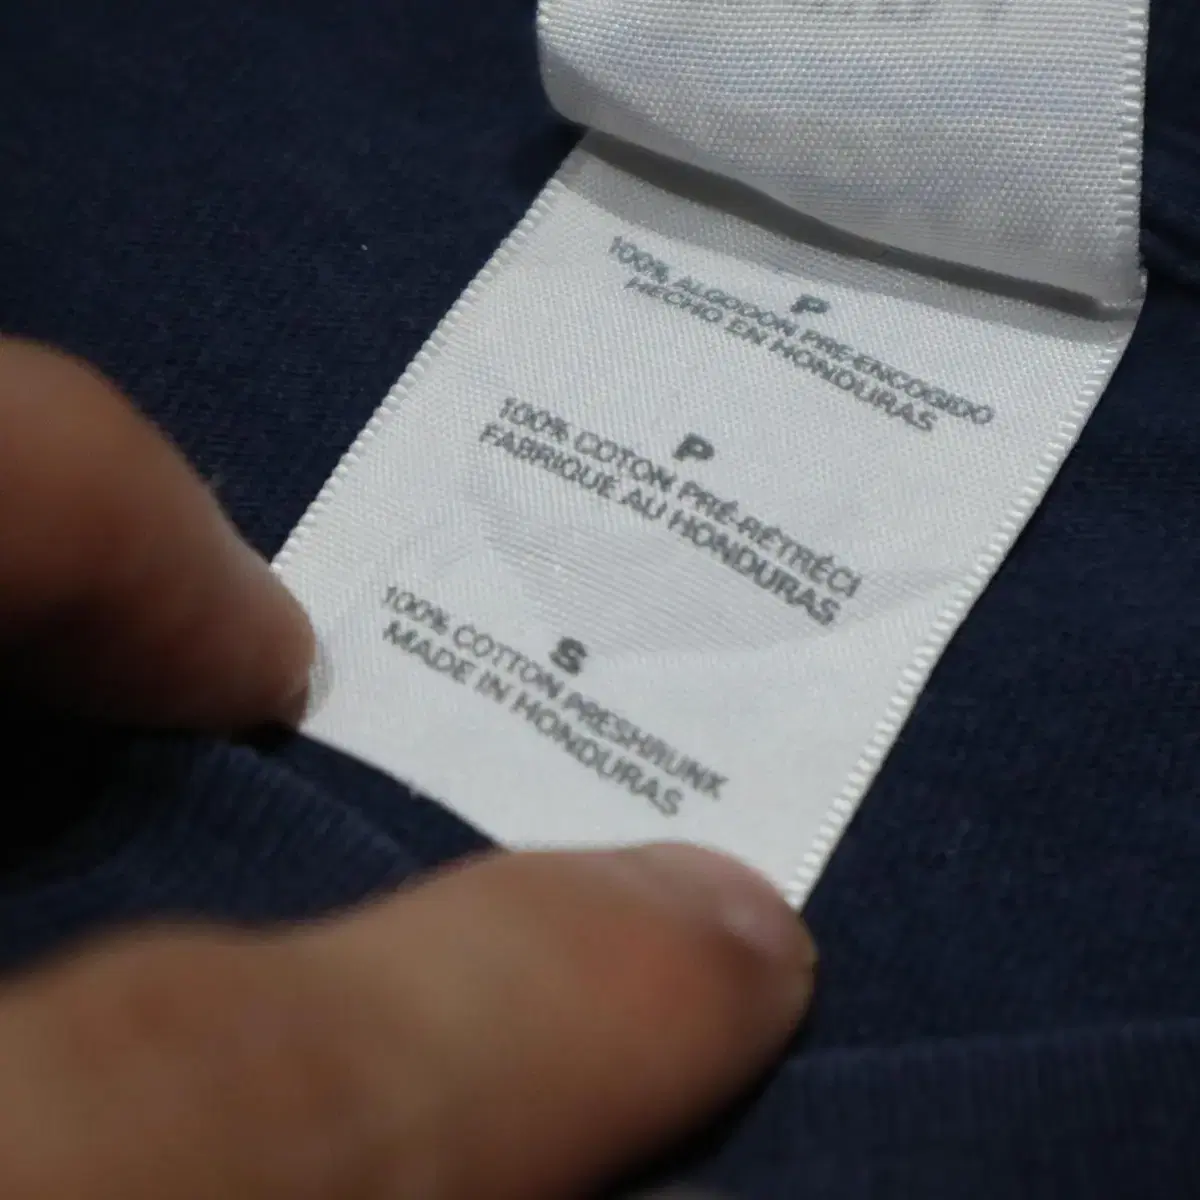 P
100% ALGODON PRE-ENCOGIDO
HECHO EN HONDURAS
P
100% COTON PRÉ-RÉTRÉCI
FABRIQUÉ AU HONDURAS
S
100% COTTON PRESHRUNK
MADE IN HONDURAS